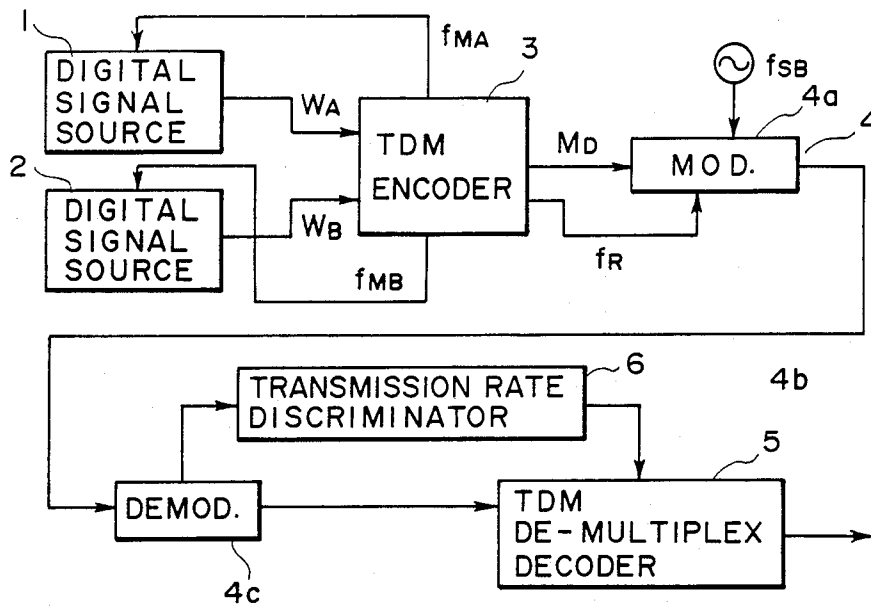 1
DIGITAL
SIGNAL
SOURCE
fMA
WA
3
TDM
ENCODER
fSB
4a
4
MD
MOD.
2
DIGITAL
SIGNAL
SOURCE
WB
fMB
fR
6
TRANSMISSION RATE
DISCRIMINATOR
4b
5
DEMOD.
4c
TDM
DE-MULTIPLEX
DECODER